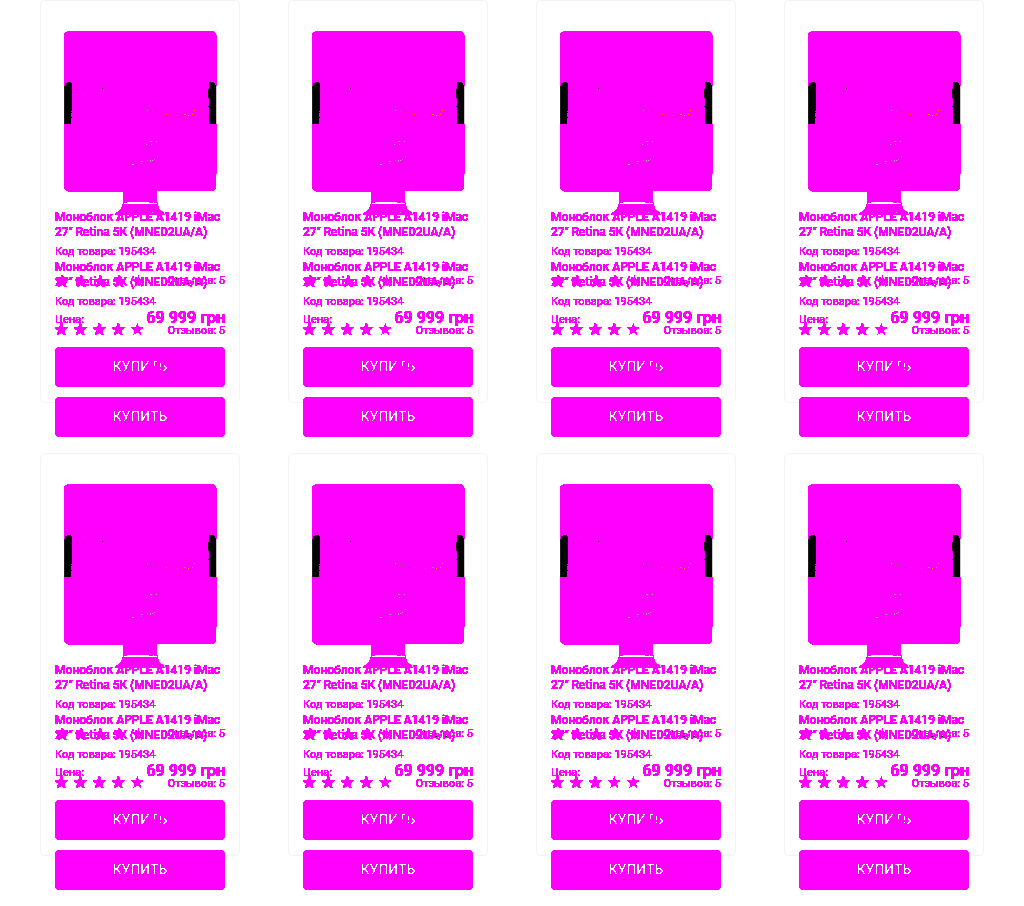 Моноблок APPLE A1419 iMac
27" Retina 5K (MNED2UA/A)
Код товара: 195434
Моноблок APPLE A1419 iMac
27" Retina 5K (MNED2UA/A)
Код товара: 195434
Цена: 69 999 грн
Отзывов: 5
КУПИТЬ
КУПИТЬ
Моноблок APPLE A1419 iMac
27" Retina 5K (MNED2UA/A)
Код товара: 195434
Моноблок APPLE A1419 iMac
27" Retina 5K (MNED2UA/A)
Код товара: 195434
Цена: 69 999 грн
Отзывов: 5
КУПИТЬ
КУПИТЬ
Моноблок APPLE A1419 iMac
27" Retina 5K (MNED2UA/A)
Код товара: 195434
Моноблок APPLE A1419 iMac
27" Retina 5K (MNED2UA/A)
Код товара: 195434
Цена: 69 999 грн
Отзывов: 5
КУПИТЬ
КУПИТЬ
Моноблок APPLE A1419 iMac
27" Retina 5K (MNED2UA/A)
Код товара: 195434
Моноблок APPLE A1419 iMac
27" Retina 5K (MNED2UA/A)
Код товара: 195434
Цена: 69 999 грн
Отзывов: 5
КУПИТЬ
КУПИТЬ
Моноблок APPLE A1419 iMac
27" Retina 5K (MNED2UA/A)
Код товара: 195434
Моноблок APPLE A1419 iMac
27" Retina 5K (MNED2UA/A)
Код товара: 195434
Цена: 69 999 грн
Отзывов: 5
КУПИТЬ
КУПИТЬ
Моноблок APPLE A1419 iMac
27" Retina 5K (MNED2UA/A)
Код товара: 195434
Моноблок APPLE A1419 iMac
27" Retina 5K (MNED2UA/A)
Код товара: 195434
Цена: 69 999 грн
Отзывов: 5
КУПИТЬ
КУПИТЬ
Моноблок APPLE A1419 iMac
27" Retina 5K (MNED2UA/A)
Код товара: 195434
Моноблок APPLE A1419 iMac
27" Retina 5K (MNED2UA/A)
Код товара: 195434
Цена: 69 999 грн
Отзывов: 5
КУПИТЬ
КУПИТЬ
Моноблок APPLE A1419 iMac
27" Retina 5K (MNED2UA/A)
Код товара: 195434
Моноблок APPLE A1419 iMac
27" Retina 5K (MNED2UA/A)
Код товара: 195434
Цена: 69 999 грн
Отзывов: 5
КУПИТЬ
КУПИТЬ